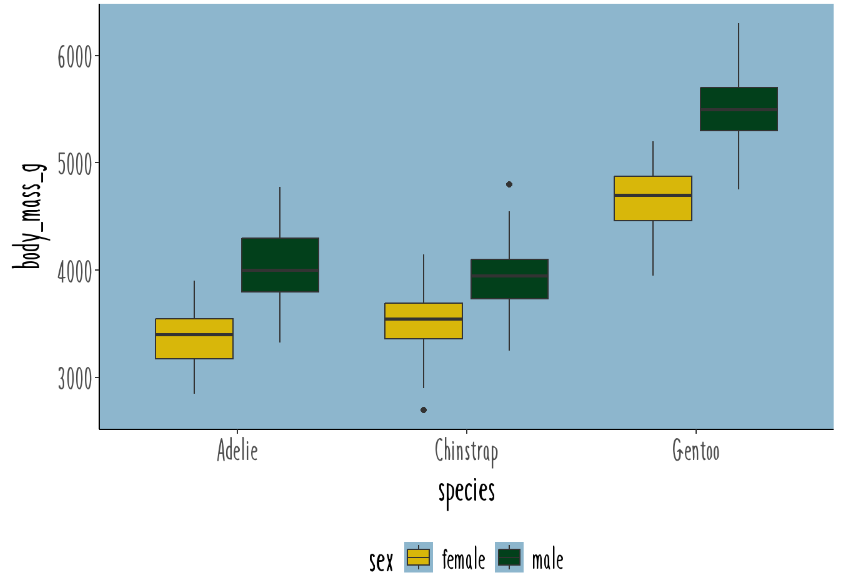 6000
5000
4000
3000
body_mass_g
Adelie Chinstrap Gentoo
species
sex female male